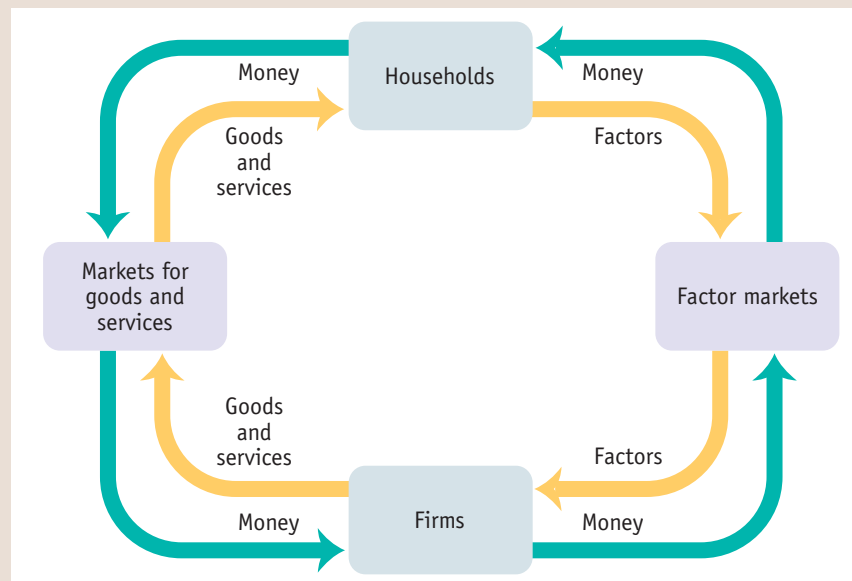 Households
Money
Money
Goods
and
services
Factors
Markets for
goods and
services
Factor markets
Goods
and
services
Factors
Money
Firms
Money